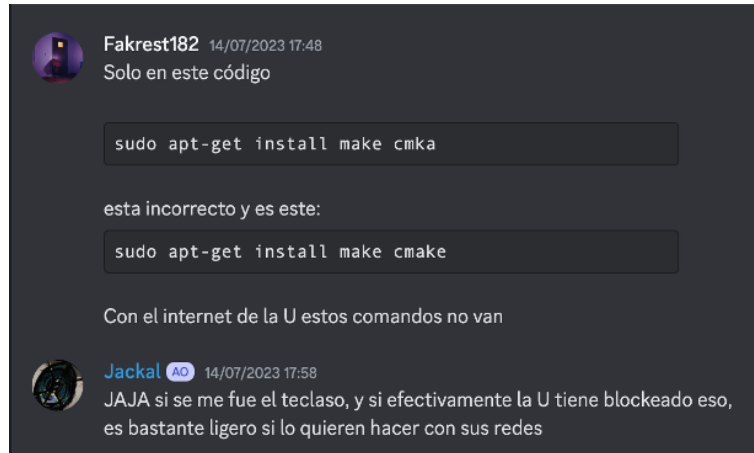 Fakrest182 14/07/2023 17:48
Solo en este código
sudo apt-get install make cmka
esta incorrecto y es este:
sudo apt-get install make cmake
Con el internet de la U estos comandos no van
Jackal AO 14/07/2023 17:58
JAJA si se me fue el teclaso, y si efectivamente la U tiene blockeado eso,
es bastante ligero si lo quieren hacer con sus redes